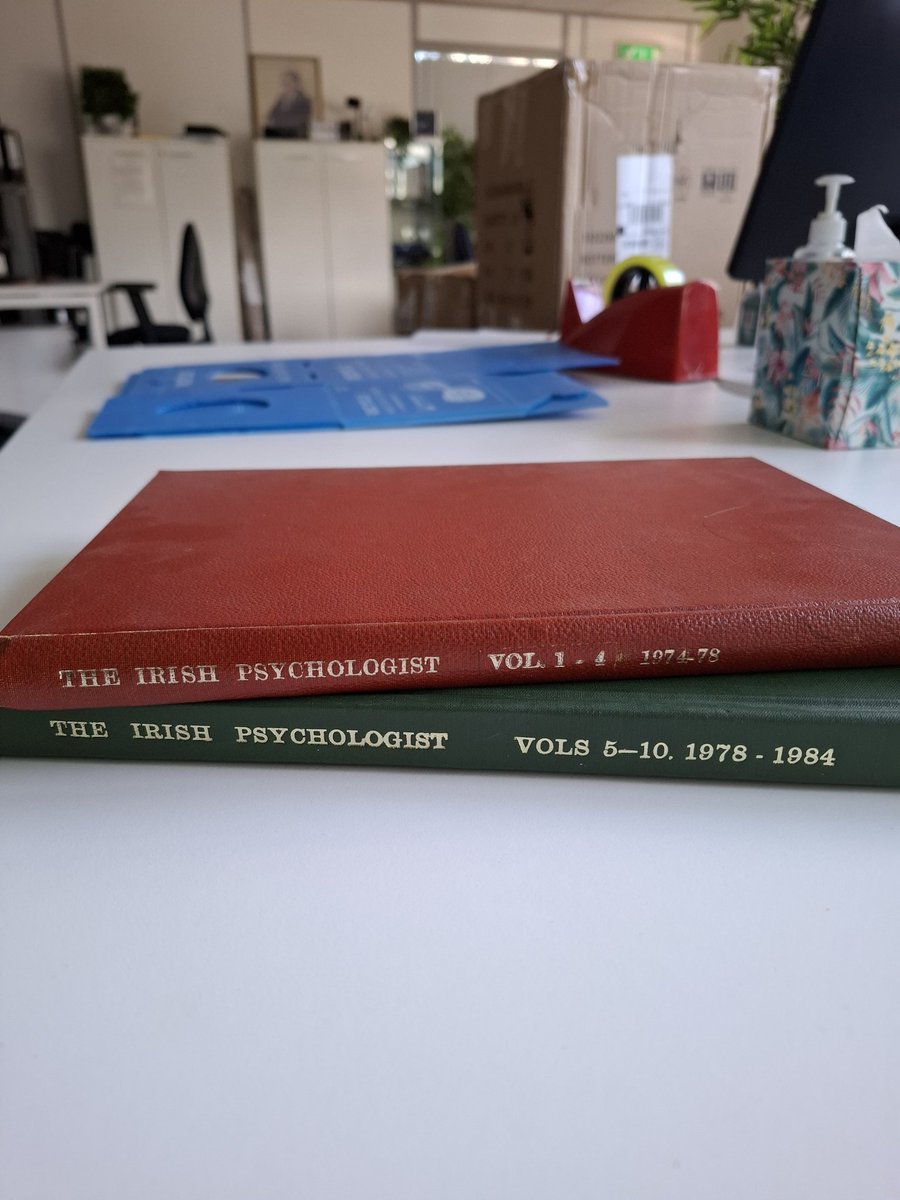 THE IRISH PSYCHOLOGIST VOL. 1 - 4 1974-78
THE IRISH PSYCHOLOGIST VOLS 5–10. 1978 - 1984